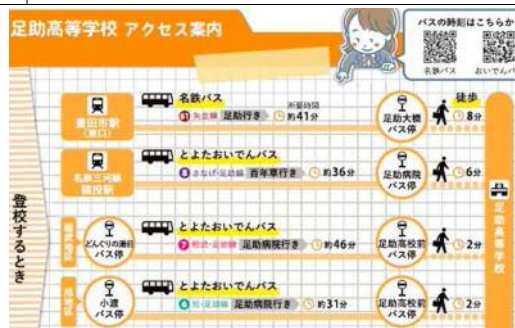 足助高等学校 アクセス案内
バスの時刻はこちらか
名鉄バス
おいでんバ
登校するとき
豊田市駅
(東口)
名鉄バス
矢並線 足助行き
所要時間
約41分
足助大橋
バス停
徒歩
8分
名鉄三河線
猿投駅
とよたおいでんバス
さなげ・足助線 百年草行き
約36分
足助病院
バス停
6分
どんぐりの湯前
バス停
とよたおいでんバス
稲武・足助線 足助病院行き
約46分
足助高校前
バス停
2分
小渡
バス停
とよたおいでんバス
旭・足助線 足助病院行き
約31分
足助高校前
バス停
2分
足助高等学校